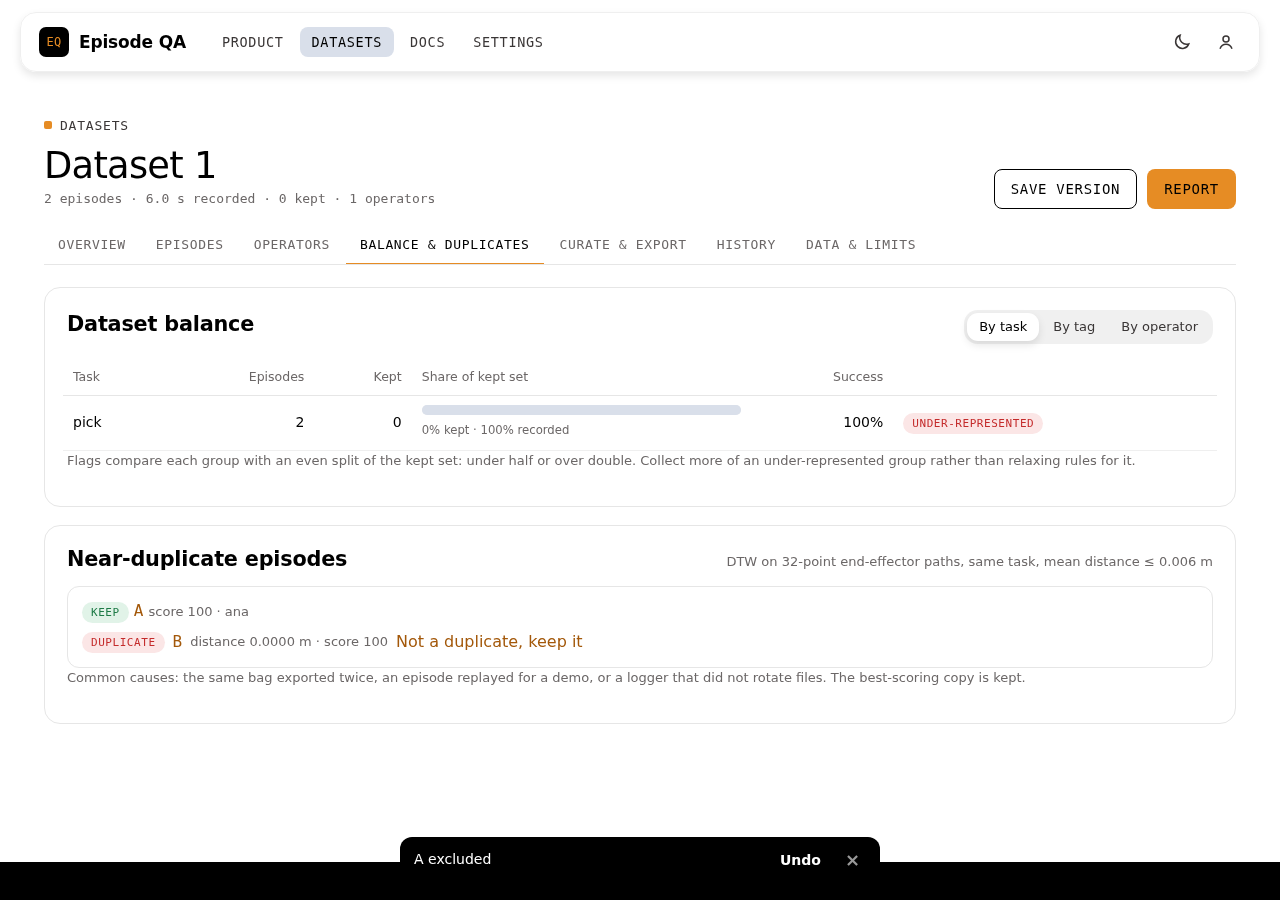 EQ Episode QA PRODUCT DATASETS DOCS SETTINGS
DATASETS
Dataset 1
2 episodes · 6.0 s recorded · 0 kept · 1 operators
SAVE VERSION REPORT
OVERVIEW EPISODES OPERATORS BALANCE & DUPLICATES CURATE & EXPORT HISTORY DATA & LIMITS
Dataset balance
By task By tag By operator
Task Episodes Kept Share of kept set Success
pick 2 0 0% kept · 100% recorded 100% UNDER-REPRESENTED
Flags compare each group with an even split of the kept set: under half or over double. Collect more of an under-represented group rather than relaxing rules for it.
Near-duplicate episodes
DTW on 32-point end-effector paths, same task, mean distance ≤ 0.006 m
KEEP A score 100 · ana
DUPLICATE B distance 0.0000 m · score 100 Not a duplicate, keep it
Common causes: the same bag exported twice, an episode replayed for a demo, or a logger that did not rotate files. The best-scoring copy is kept.
A excluded Undo ×